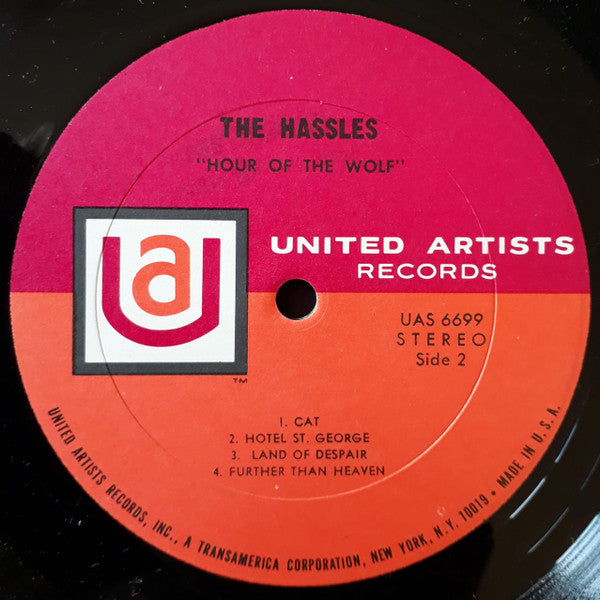 THE HASSLES
"HOUR OF THE WOLF"
ua
UNITED ARTISTS
RECORDS
TM
UAS 6699
STEREO
Side 2
1. CAT
2. HOTEL ST. GEORGE
3. LAND OF DESPAIR
4. FURTHER THAN HEAVEN
UNITED ARTISTS RECORDS, INC., A TRANSAMERICA CORPORATION, NEW YORK, N.Y. 10019 • MADE IN U.S.A.